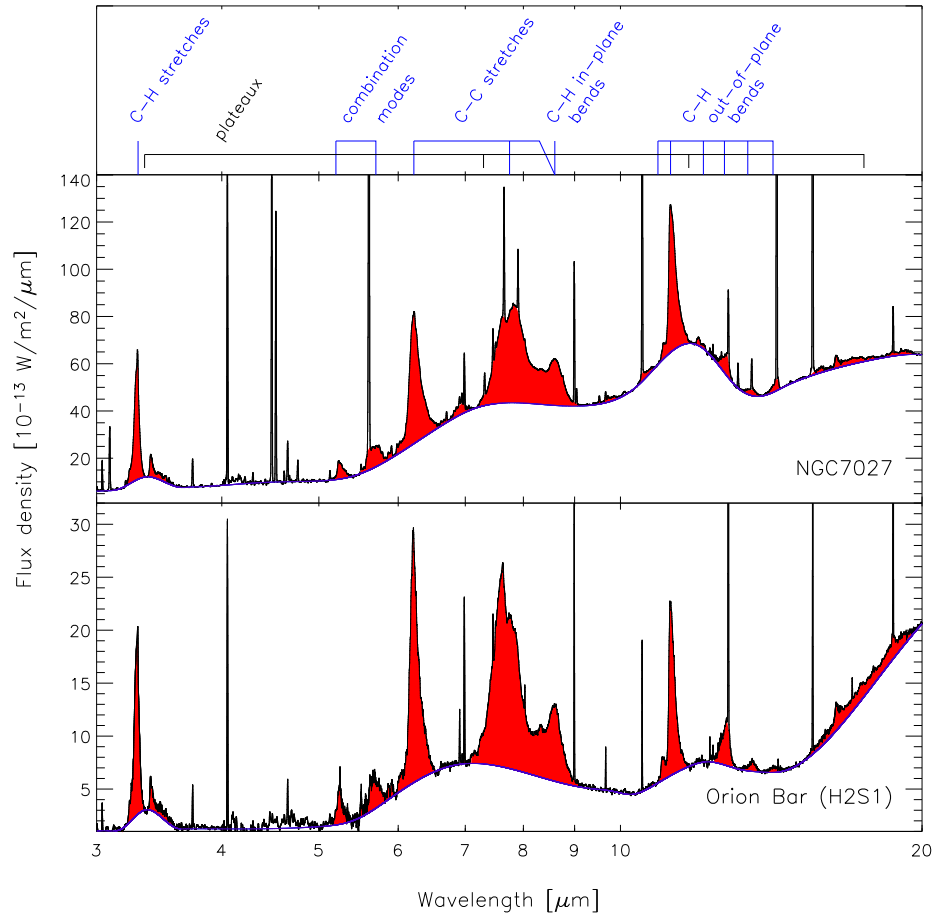 C-H stretches
plateaux
combination
modes
C-C stretches
C-H in-plane
bends
C-H
out-of-plane
bends
140
120
100
80
60
40
20
NGC7027
Flux density [10⁻¹³ W/m²/μm]
30
25
20
15
10
5
Orion Bar (H2S1)
3 4 5 6 7 8 9 10 20
Wavelength [μm]